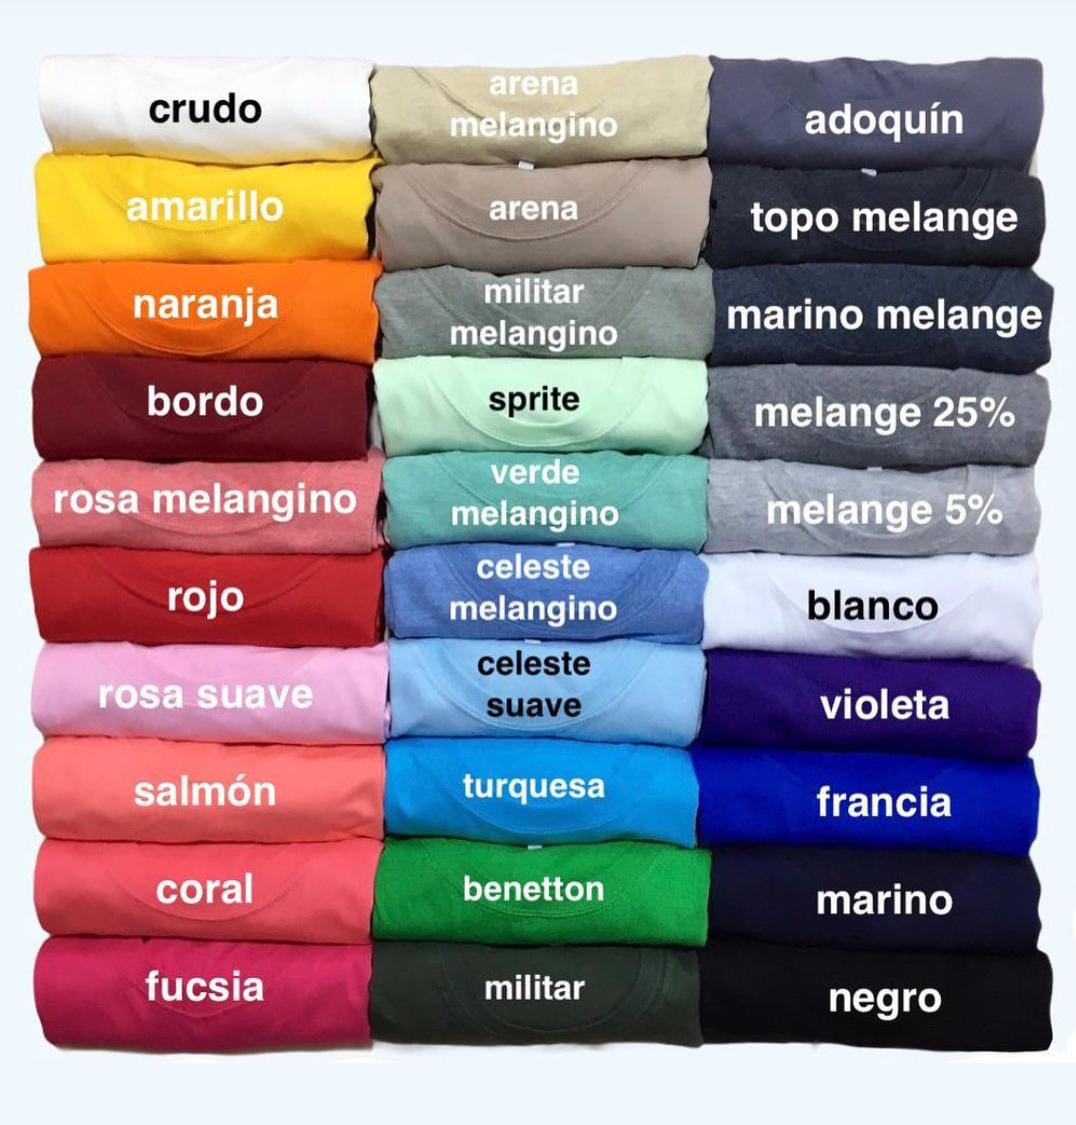 crudo
amarillo
naranja
bordo
rosa melangino
rojo
rosa suave
salmón
coral
fucsia
arena
melangino
arena
militar
melangino
sprite
verde
melangino
celeste
melangino
celeste
suave
turquesa
benetton
militar
adoquín
topo melange
marino melange
melange 25%
melange 5%
blanco
violeta
francia
marino
negro